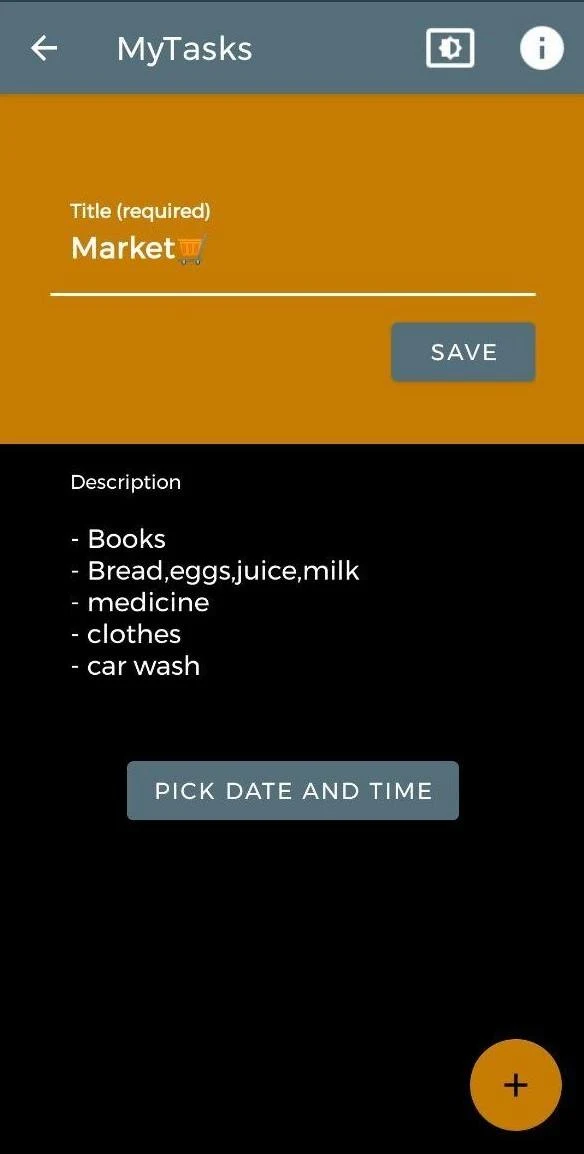 MyTasks
Title (required)
Market🛒
SAVE
Description
- Books
- Bread,eggs,juice,milk
- medicine
- clothes
- car wash
PICK DATE AND TIME
+